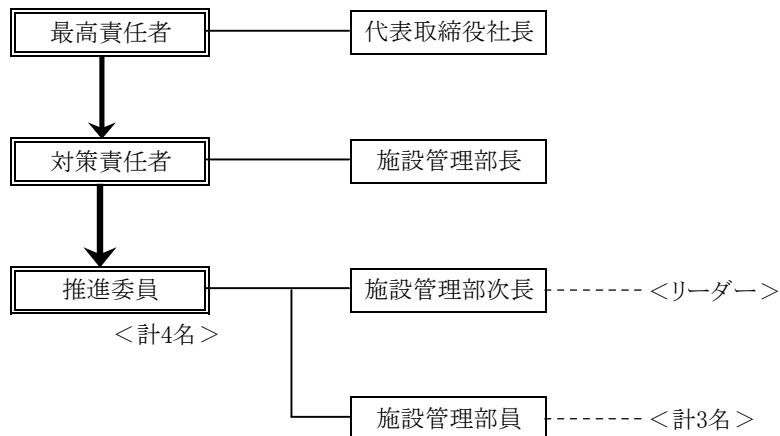 最高責任者
代表取締役社長
対策責任者
施設管理部長
推進委員
施設管理部次長
＜リーダー＞
＜計4名＞
施設管理部員
＜計3名＞